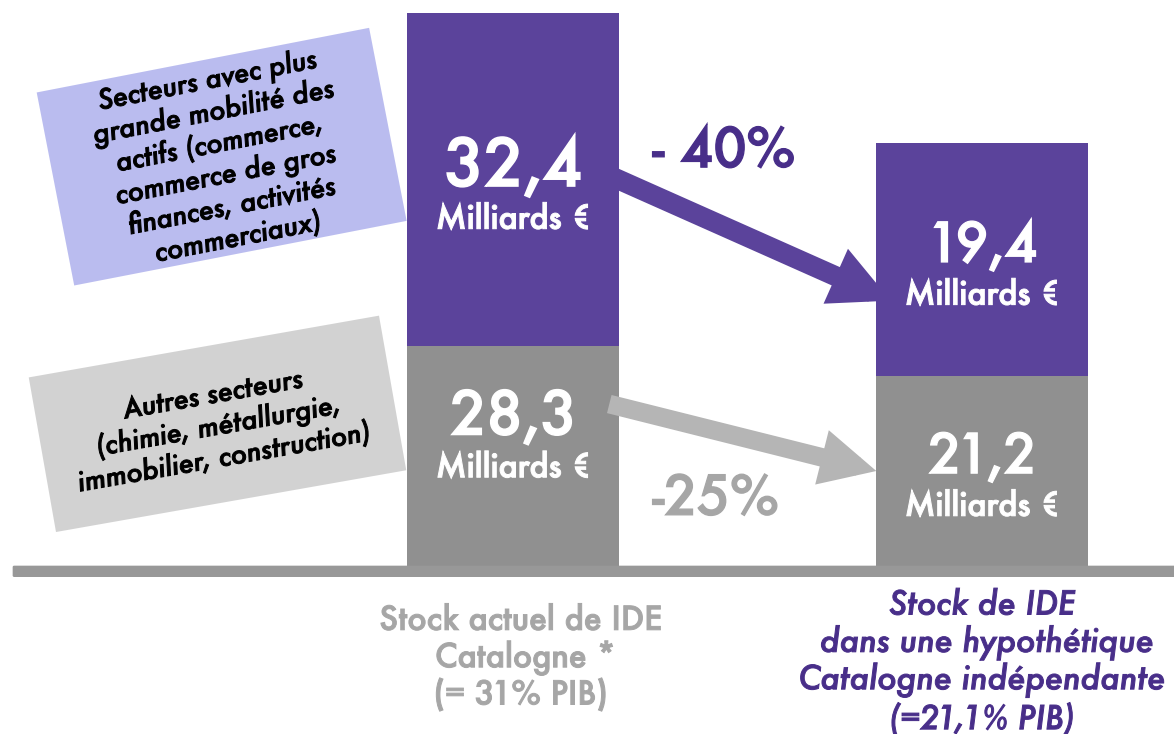 Secteurs avec plus
grande mobilité des
actifs (commerce,
commerce de gros
finances, activités
commerciaux)
32,4
Milliards €
- 40%
19,4
Milliards €
Autres secteurs
(chimie, métallurgie,
immobilier, construction)
28,3
Milliards €
-25%
21,2
Milliards €
Stock actuel de IDE
Catalogne *
(= 31% PIB)
Stock de IDE
dans une hypothétique
Catalogne indépendante
(=21,1% PIB)